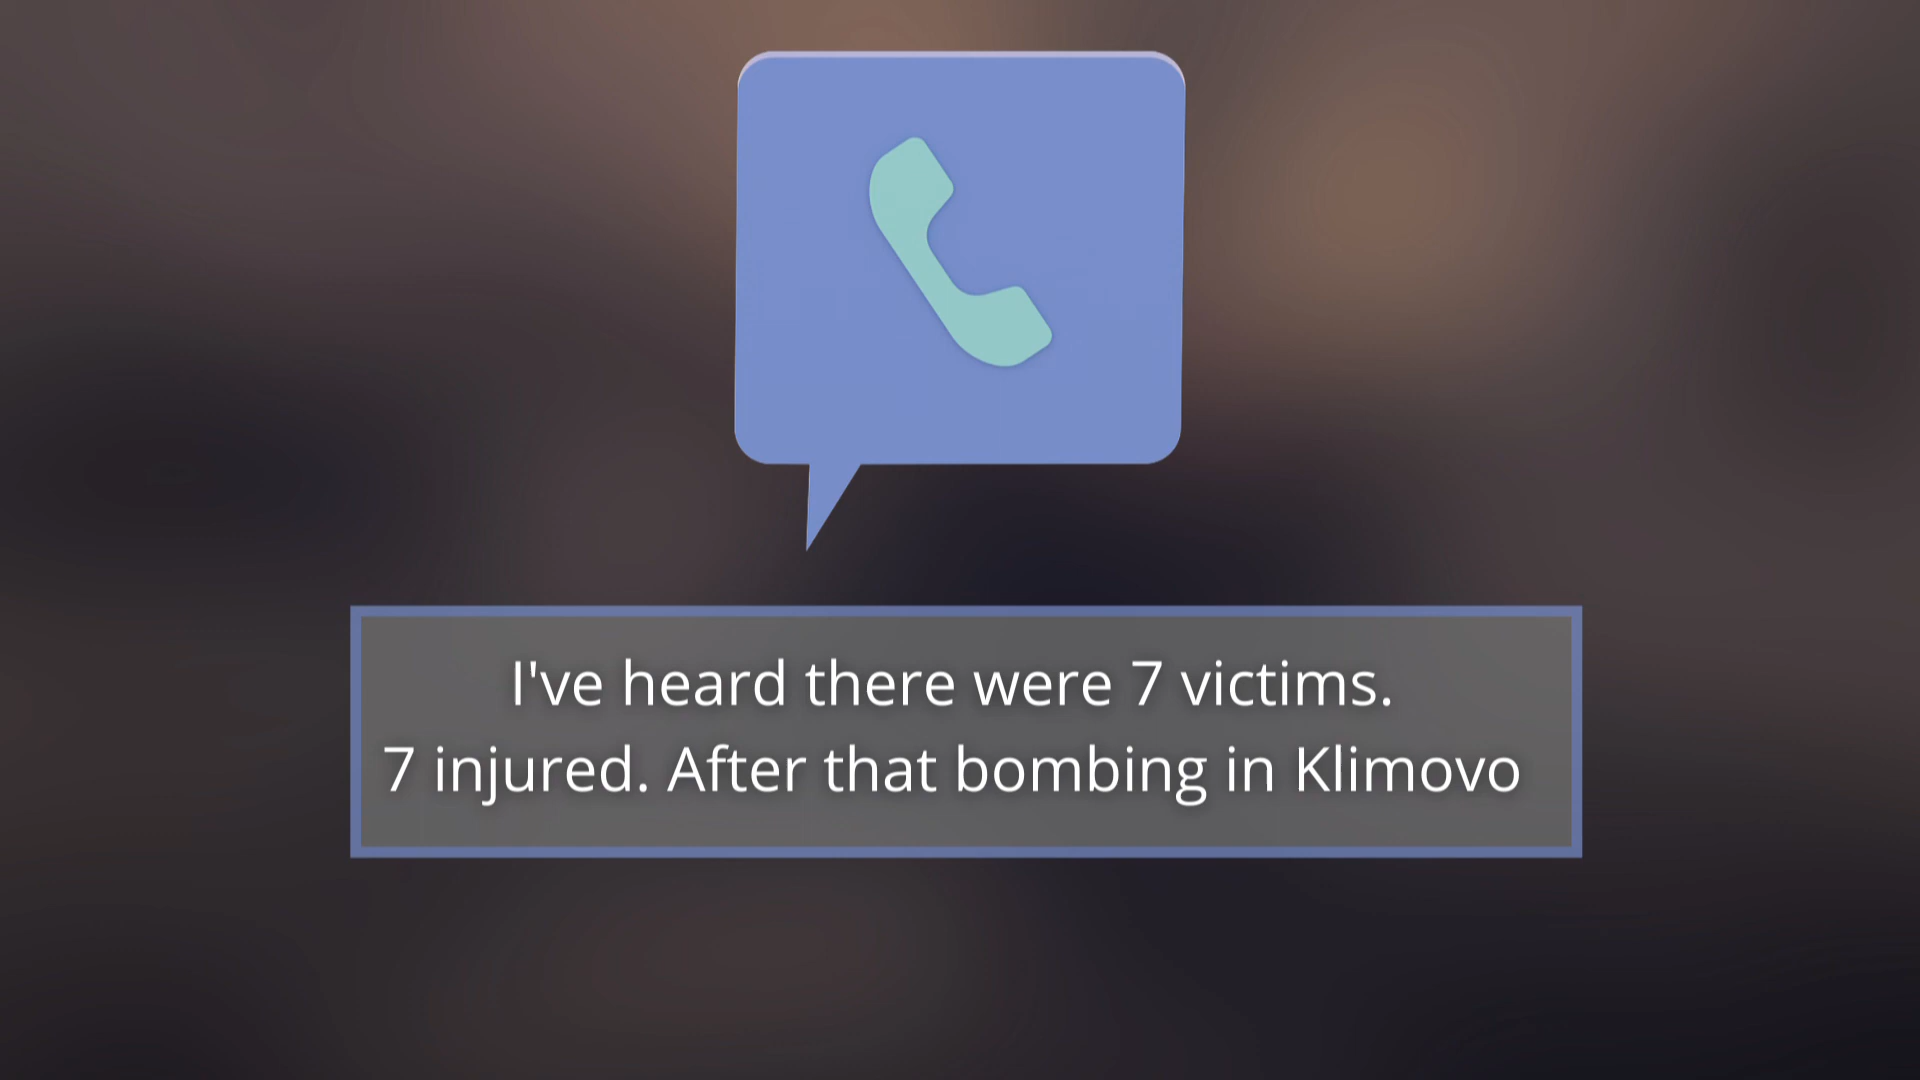 I've heard there were 7 victims.
7 injured. After that bombing in Klimovo